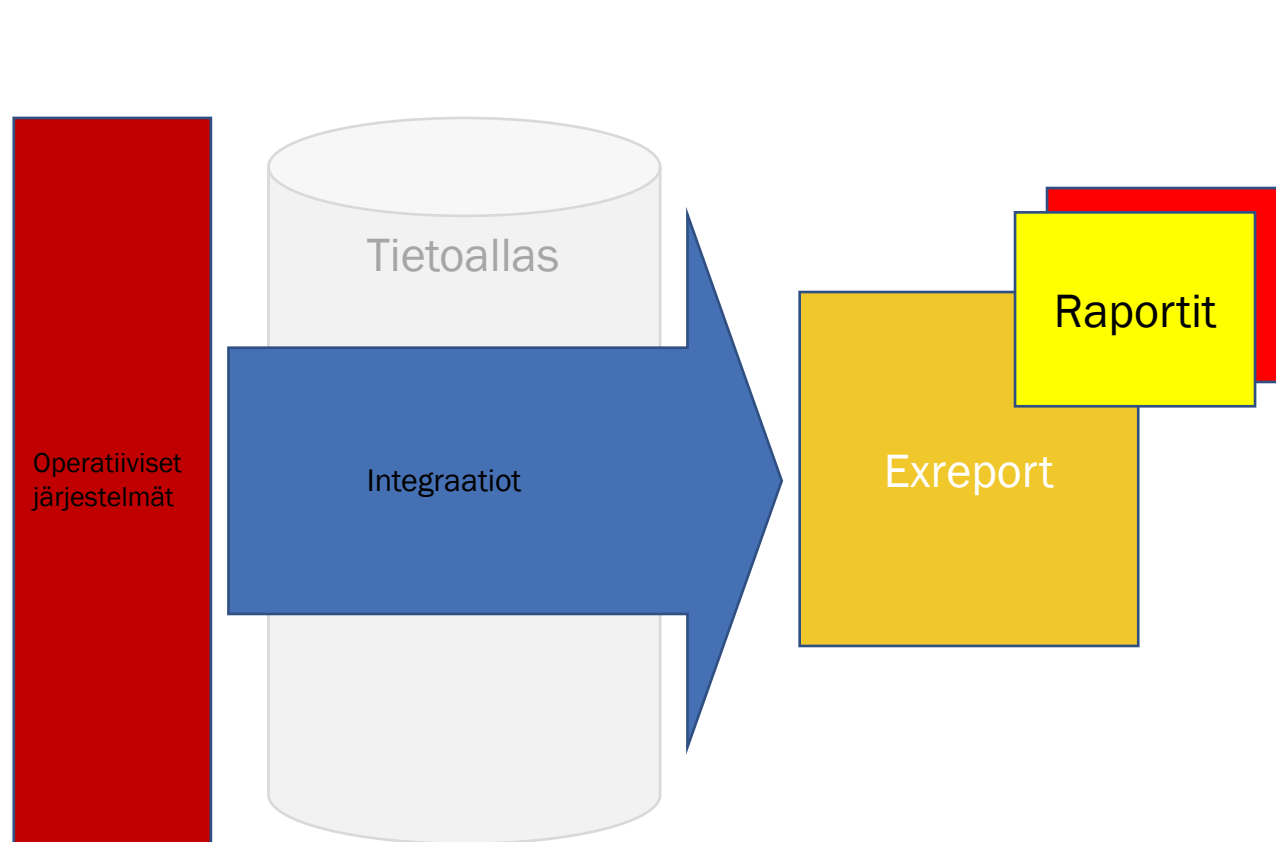 Tietoallas
Raportit
Operatiiviset
järjestelmät
Integraatiot
Exreport